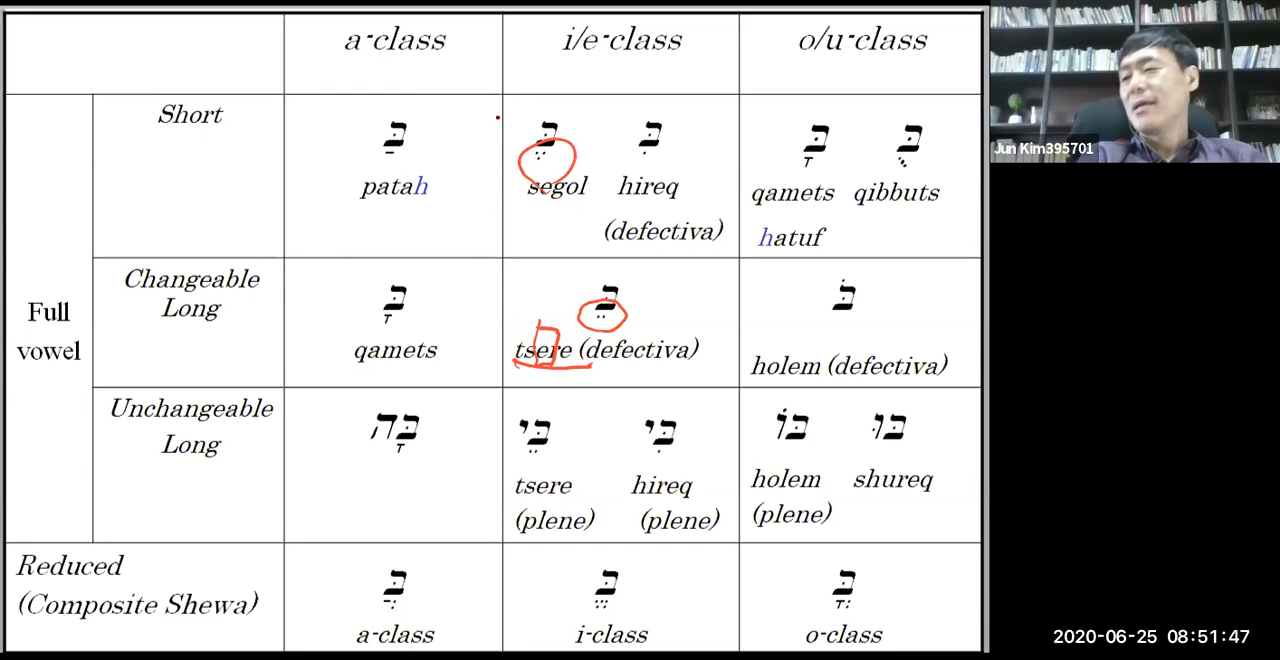 a-class i/e-class o/u-class
Full vowel
Short
בַּ
patah
בֶּ בִּ
segol hireq
(defectiva)
בָּ בֻּ
qamets qibbuts
hatuf
Changeable
Long
בָּ
qamets
בֵּ
tsere (defectiva)
בֹּ
holem (defectiva)
Unchangeable
Long
בָּה
בֵּי בִּי
tsere hireq
(plene) (plene)
בּוֹ בּוּ
holem shureq
(plene)
Reduced
(Composite Shewa)
בֲּ
a-class
בֱּ
i-class
בֳּ
o-class
Jun Kim395701
2020-06-25 08:51:47